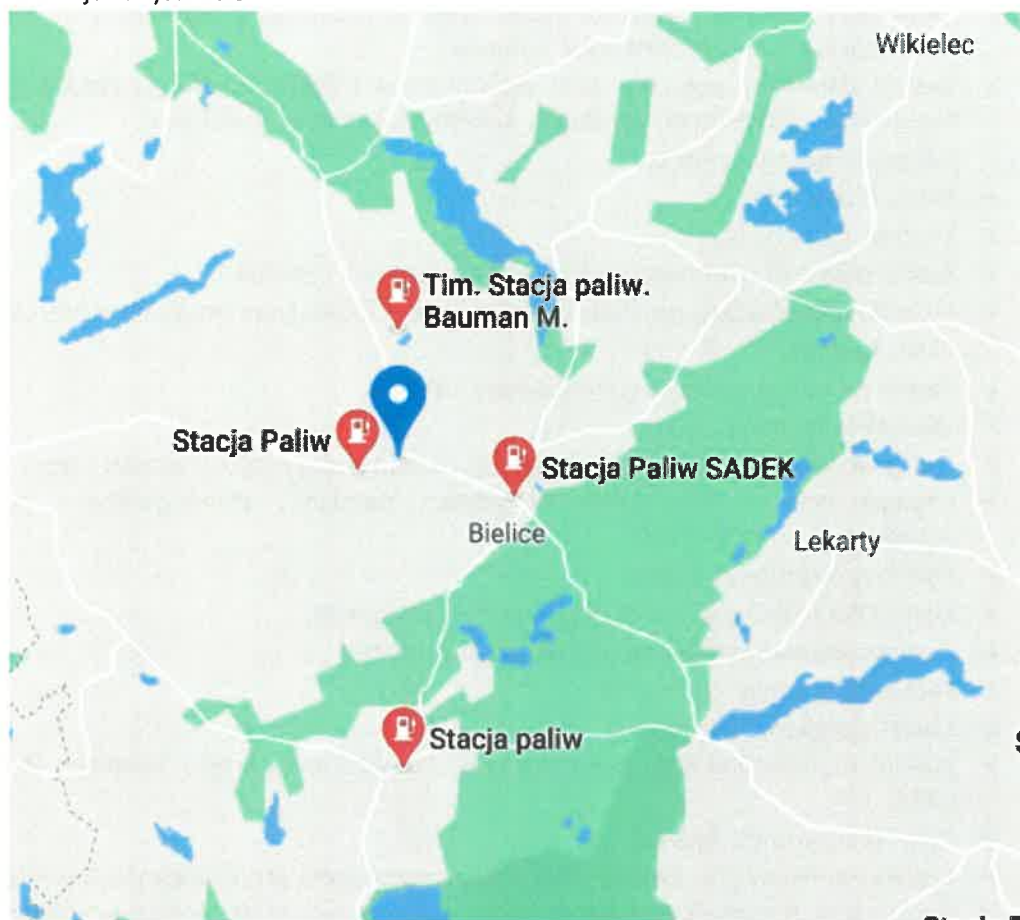 Wikielec
Tim. Stacja paliw.
Bauman M.
Stacja Paliw
Stacja Paliw SADEK
Bielice
Lekarty
Stacja paliw